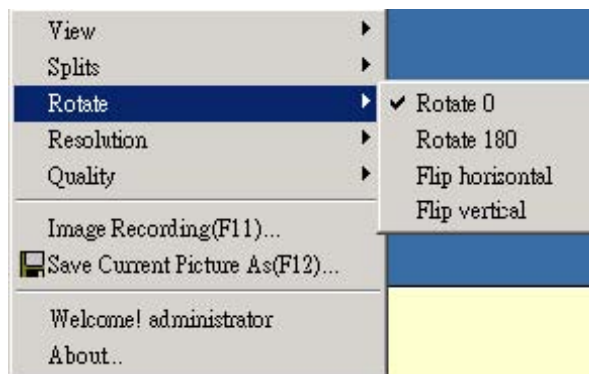 View
Splits
Rotate
Resolution
Quality
Image Recording(F11)...
Save Current Picture As(F12)...
Welcome! administrator
About..
Rotate 0
Rotate 180
Flip horizontal
Flip vertical